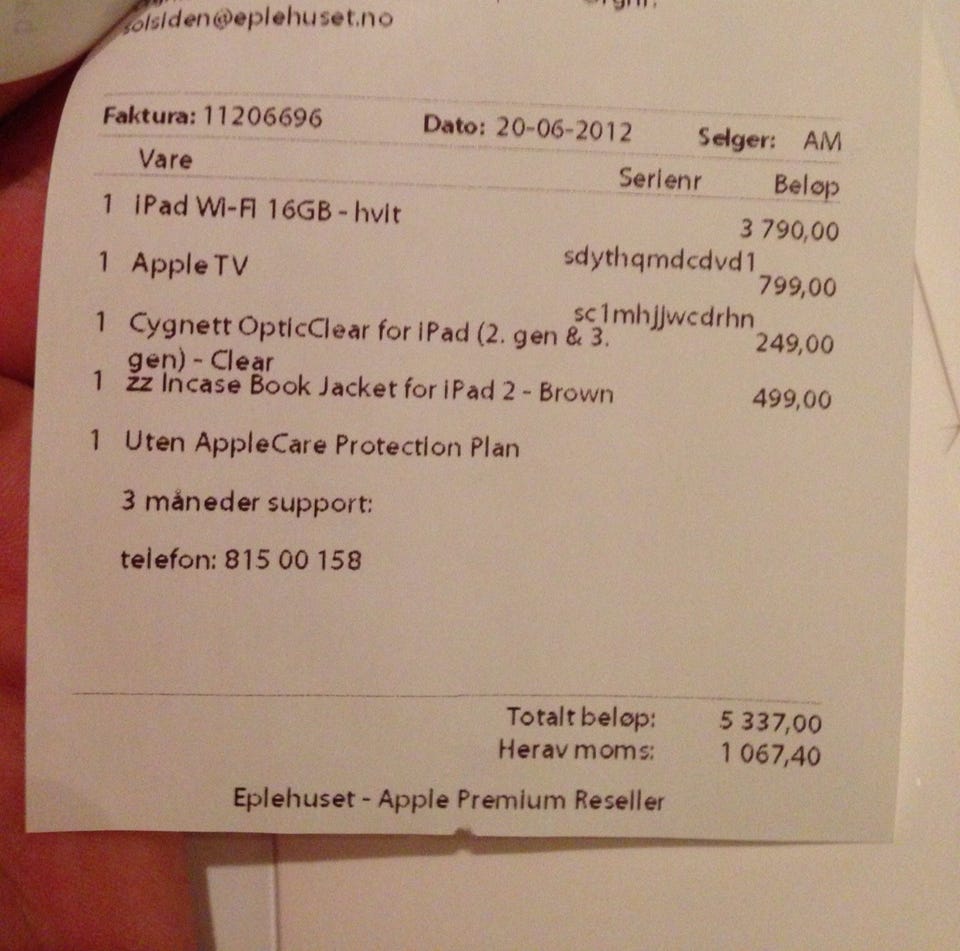 solsiden@eplehuset.no
Faktura: 11206696 Dato: 20-06-2012 Selger: AM
Vare Serienr Beløp
1 iPad Wi-Fi 16GB - hvit 3 790,00
sdythqmdcdvd1
1 Apple TV 799,00
sc1mhjjwcdrhn
1 Cygnett OpticClear for iPad (2. gen & 3. 249,00
gen) - Clear
1 zz Incase Book Jacket for iPad 2 - Brown 499,00
1 Uten AppleCare Protection Plan
3 måneder support:
telefon: 815 00 158
Totalt beløp: 5 337,00
Herav moms: 1 067,40
Eplehuset - Apple Premium Reseller